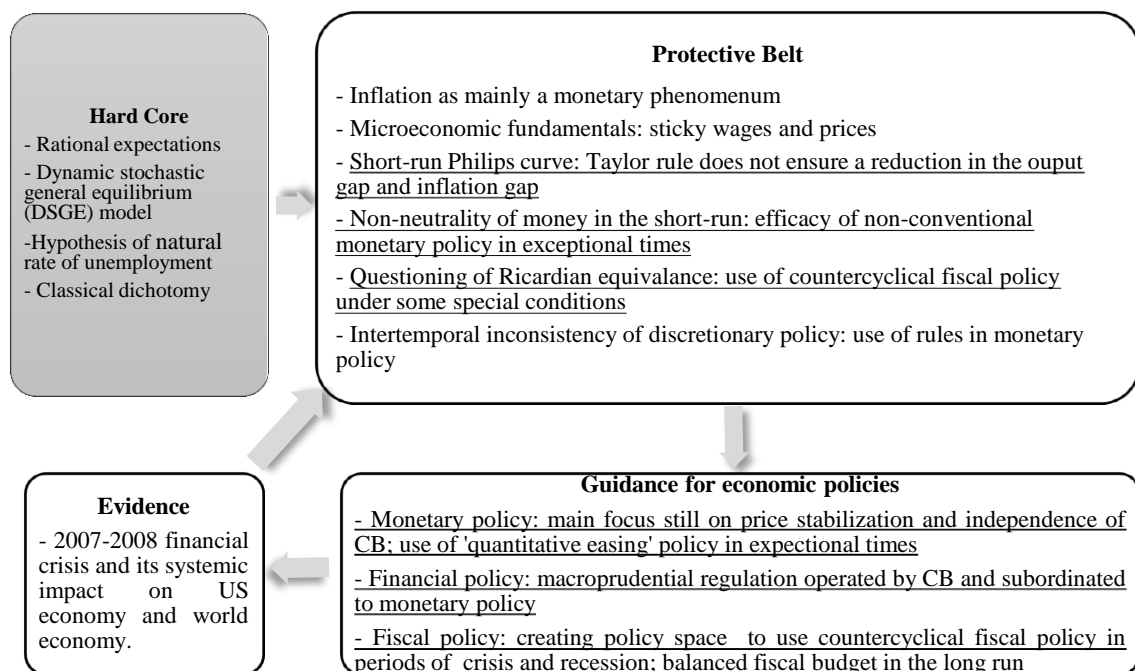 Hard Core
- Rational expectations
- Dynamic stochastic
general equilibrium
(DSGE) model
-Hypothesis of natural
rate of unemployment
- Classical dichotomy
Protective Belt
- Inflation as mainly a monetary phenomenum
- Microeconomic fundamentals: sticky wages and prices
- Short-run Philips curve: Taylor rule does not ensure a reduction in the ouput
gap and inflation gap
- Non-neutrality of money in the short-run: efficacy of non-conventional
monetary policy in exceptional times
- Questioning of Ricardian equivalance: use of countercyclical fiscal policy
under some special conditions
- Intertemporal inconsistency of discretionary policy: use of rules in monetary
policy
Evidence
- 2007-2008 financial
crisis and its systemic
impact on US
economy and world
economy.
Guidance for economic policies
- Monetary policy: main focus still on price stabilization and independence of
CB; use of 'quantitative easing' policy in expectional times
- Financial policy: macroprudential regulation operated by CB and subordinated
to monetary policy
- Fiscal policy: creating policy space to use countercyclical fiscal policy in
periods of crisis and recession; balanced fiscal budget in the long run